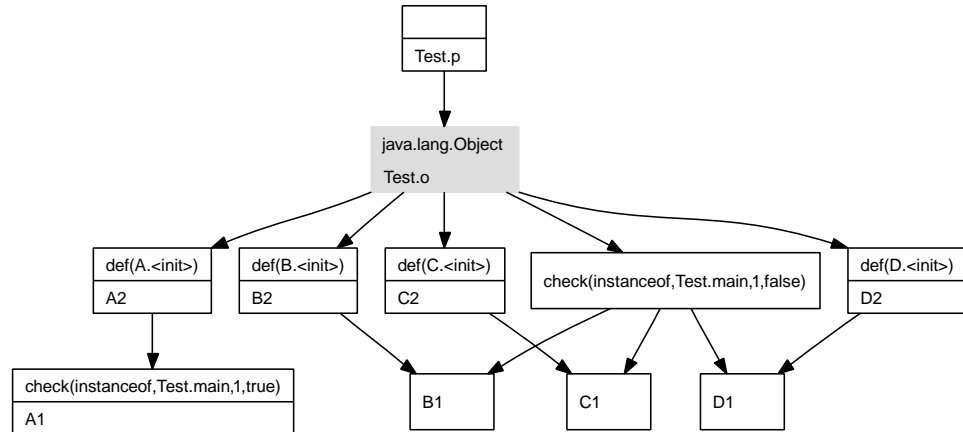 Test.p
java.lang.Object
Test.o
def(A.<init>)
A2
def(B.<init>)
B2
def(C.<init>)
C2
check(instanceof,Test.main,1,false)
def(D.<init>)
D2
check(instanceof,Test.main,1,true)
A1
B1
C1
D1